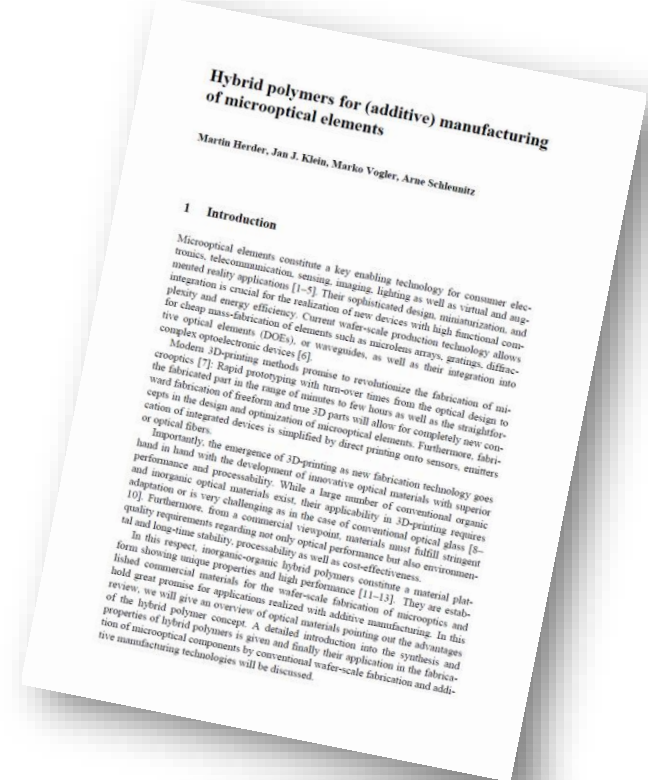 Hybrid polymers for (additive) manufacturing
of microoptical elements
Martin Herder, Jan J. Klein, Marko Vogler, Arne Schleunitz
1 Introduction
Microoptical elements constitute a key enabling technology for consumer elec-
tronics, telecommunication, sensing, imaging, lighting as well as virtual and aug-
mented reality applications [1–5]. Their sophisticated design, miniaturization, and
integration is crucial for the realization of new devices with high functional com-
plexity and energy efficiency. Current wafer-scale production technology allows
for cheap mass-fabrication of elements such as microlens arrays, gratings, diffrac-
tive optical elements (DOEs), or waveguides, as well as their integration into
complex optoelectronic devices [6].
Modern 3D-printing methods promise to revolutionize the fabrication of mi-
crooptics [7]: Rapid prototyping with turn-over times from the optical design to
the fabricated part in the range of minutes to few hours as well as the straightfor-
ward fabrication of freeform and true 3D parts will allow for completely new con-
cepts in the design and optimization of microoptical elements. Furthermore, fabri-
cation of integrated devices is simplified by direct printing onto sensors, emitters
or optical fibers.
Importantly, the emergence of 3D-printing as new fabrication technology goes
hand in hand with the development of innovative optical materials with superior
performance and processability. While a large number of conventional organic
and inorganic optical materials exist, their applicability in 3D-printing requires
adaptation or is very challenging as in the case of conventional optical glass [8–
10]. Furthermore, from a commercial viewpoint, materials must fulfill stringent
quality requirements regarding not only optical performance but also environmen-
tal and long-time stability, processability as well as cost-effectiveness.
In this respect, inorganic-organic hybrid polymers constitute a material plat-
form showing unique properties and high performance [11–13]. They are estab-
lished commercial materials for the wafer-scale fabrication of microoptics and
hold great promise for applications realized with additive manufacturing. In this
review, we will give an overview of optical materials pointing out the advantages
of the hybrid polymer concept. A detailed introduction into the synthesis and
properties of hybrid polymers is given and finally their application in the fabrica-
tion of microoptical components by conventional wafer-scale fabrication and addi-
tive manufacturing technologies will be discussed.